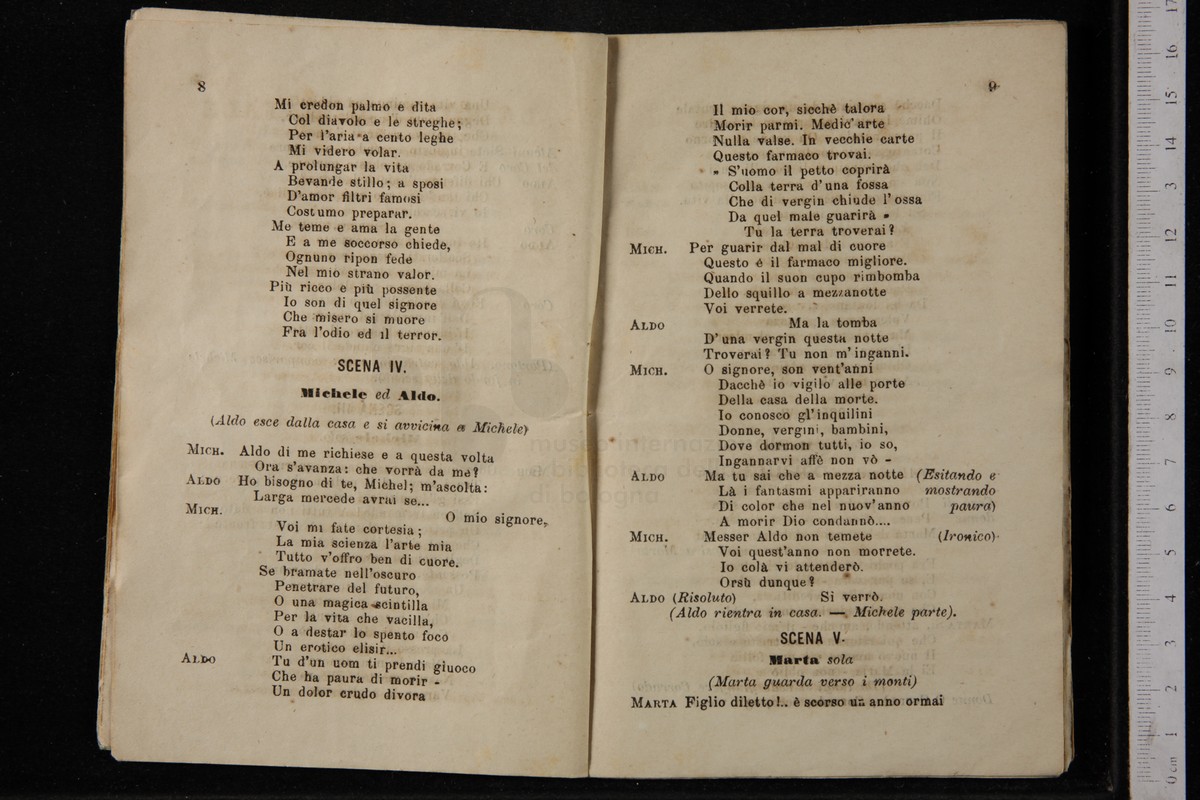 8
Mi credon palmo e dita
Col diavolo e le streghe;
Per l'aria a cento leghe
Mi videro volar.
A prolungar la vita
Bevande stillo; a sposi
D'amor filtri famosi
Costumo preparar.
Me teme e ama la gente
E a me soccorso chiede,
Ognuno ripon fede
Nel mio strano valor.
Più ricco e più possente
Io son di quel signore
Che misero si muore
Fra l'odio ed il terror.
SCENA IV.
Michele ed Aldo.
(Aldo esce dalla casa e si avvicina a Michele)
MICH. Aldo di me richiese e a questa volta
Ora s'avanza: che vorrà da me?
ALDO Ho bisogno di te, Michel; m'ascolta:
Larga mercede avrai se...
MICH. O mio signore,
Voi mi fate cortesia;
La mia scienza l'arte mia
Tutto v'offro ben di cuore.
Se bramate nell'oscuro
Penetrare del futuro,
O una magica scintilla
Per la vita che vacilla,
O a destar lo spento foco
Un erotico elisir...
ALDO Tu d'un uom ti prendi giuoco
Che ha paura di morir -
Un dolor crudo divora
9
Il mio cor, sicchè talora
Morir parmi. Medic'arte
Nulla valse. In vecchie carte
Questo farmaco trovai.
» S'uomo il petto coprirà
Colla terra d'una fossa
Che di vergin chiude l'ossa
Da quel male guarirà »
Tu la terra troverai?
MICH. Per guarir dal mal di cuore
Questo é il farmaco migliore.
Quando il suon cupo rimbomba
Dello squillo a mezzanotte
Voi verrete.
ALDO Ma la tomba
D'una vergin questa notte
Troverai? Tu non m'inganni.
MICH. O signore, son vent'anni
Dacchè io vigilo alle porte
Della casa della morte.
Io conosco gl'inquilini
Donne, vergini, bambini,
Dove dormon tutti, io so,
Ingannarvi affè non vò -
ALDO Ma tu sai che a mezza notte (Esitando e
Là i fantasmi appariranno mostrando
Di color che nel nuov'anno paura)
A morir Dio condannò....
MICH. Messer Aldo non temete (Ironico)
Voi quest'anno non morrete.
Io colà vi attenderò.
Orsù dunque?
ALDO (Risoluto) Si verrò.
(Aldo rientra in casa. — Michele parte).
SCENA V.
Marta sola
(Marta guarda verso i monti)
MARTA Figlio diletto!.. è scorso un anno ormai